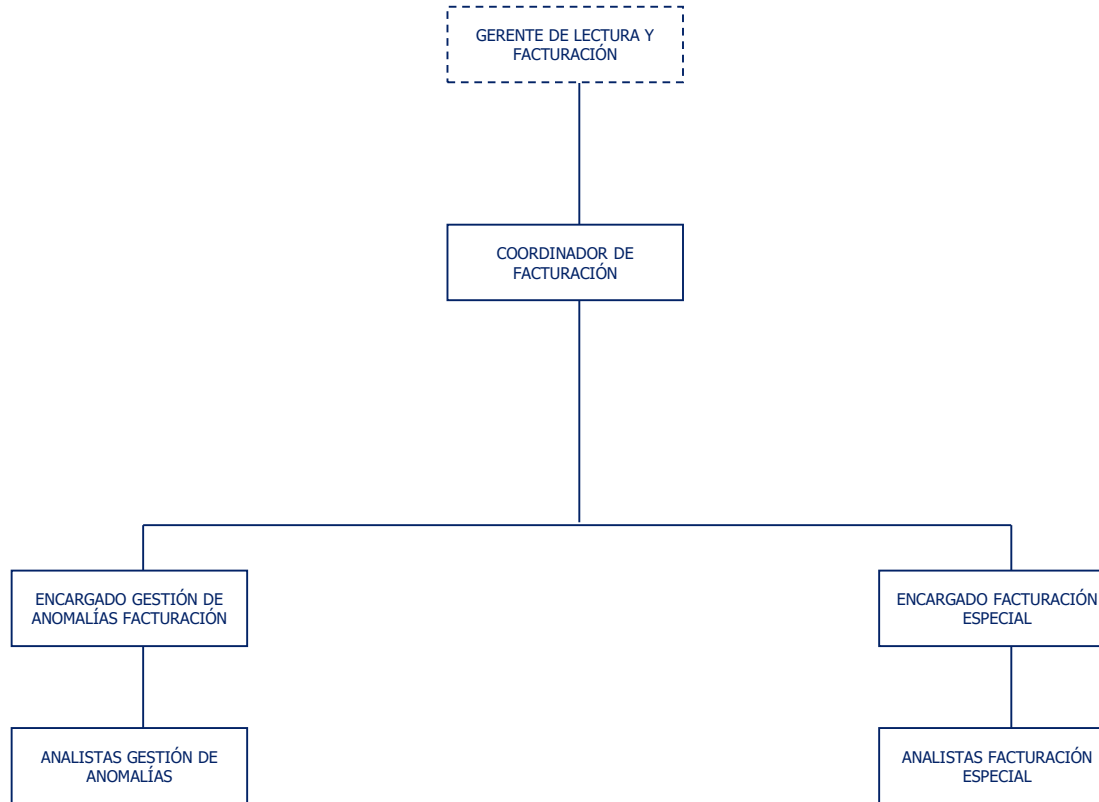 GERENTE DE LECTURA Y
FACTURACIÓN
COORDINADOR DE
FACTURACIÓN
ENCARGADO GESTIÓN DE
ANOMALÍAS FACTURACIÓN
ENCARGADO FACTURACIÓN
ESPECIAL
ANALISTAS GESTIÓN DE
ANOMALÍAS
ANALISTAS FACTURACIÓN
ESPECIAL